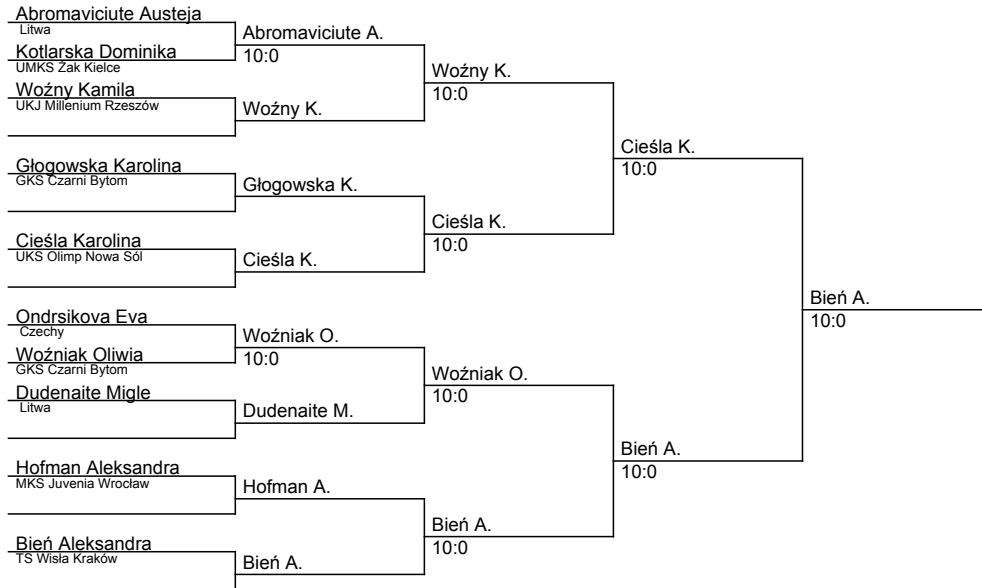 Abromaviciute Austeja
Litwa
Kotlarska Dominika
UMKS Żak Kielce
Woźny Kamila
UKJ Millenium Rzeszów
Głogowska Karolina
GKS Czarni Bytom
Cieśla Karolina
UKS Olimp Nowa Sól
Ondrsikova Eva
Czechy
Woźniak Oliwia
GKS Czarni Bytom
Dudenaite Migle
Litwa
Hofman Aleksandra
MKS Juvenia Wrocław
Bień Aleksandra
TS Wisła Kraków
Abromaviciute A.
10:0
Woźny K.
Głogowska K.
Cieśla K.
Woźniak O.
10:0
Dudenaite M.
Hofman A.
Bień A.
Woźny K.
10:0
Cieśla K.
10:0
Woźniak O.
10:0
Bień A.
10:0
Cieśla K.
10:0
Bień A.
10:0
Bień A.
10:0